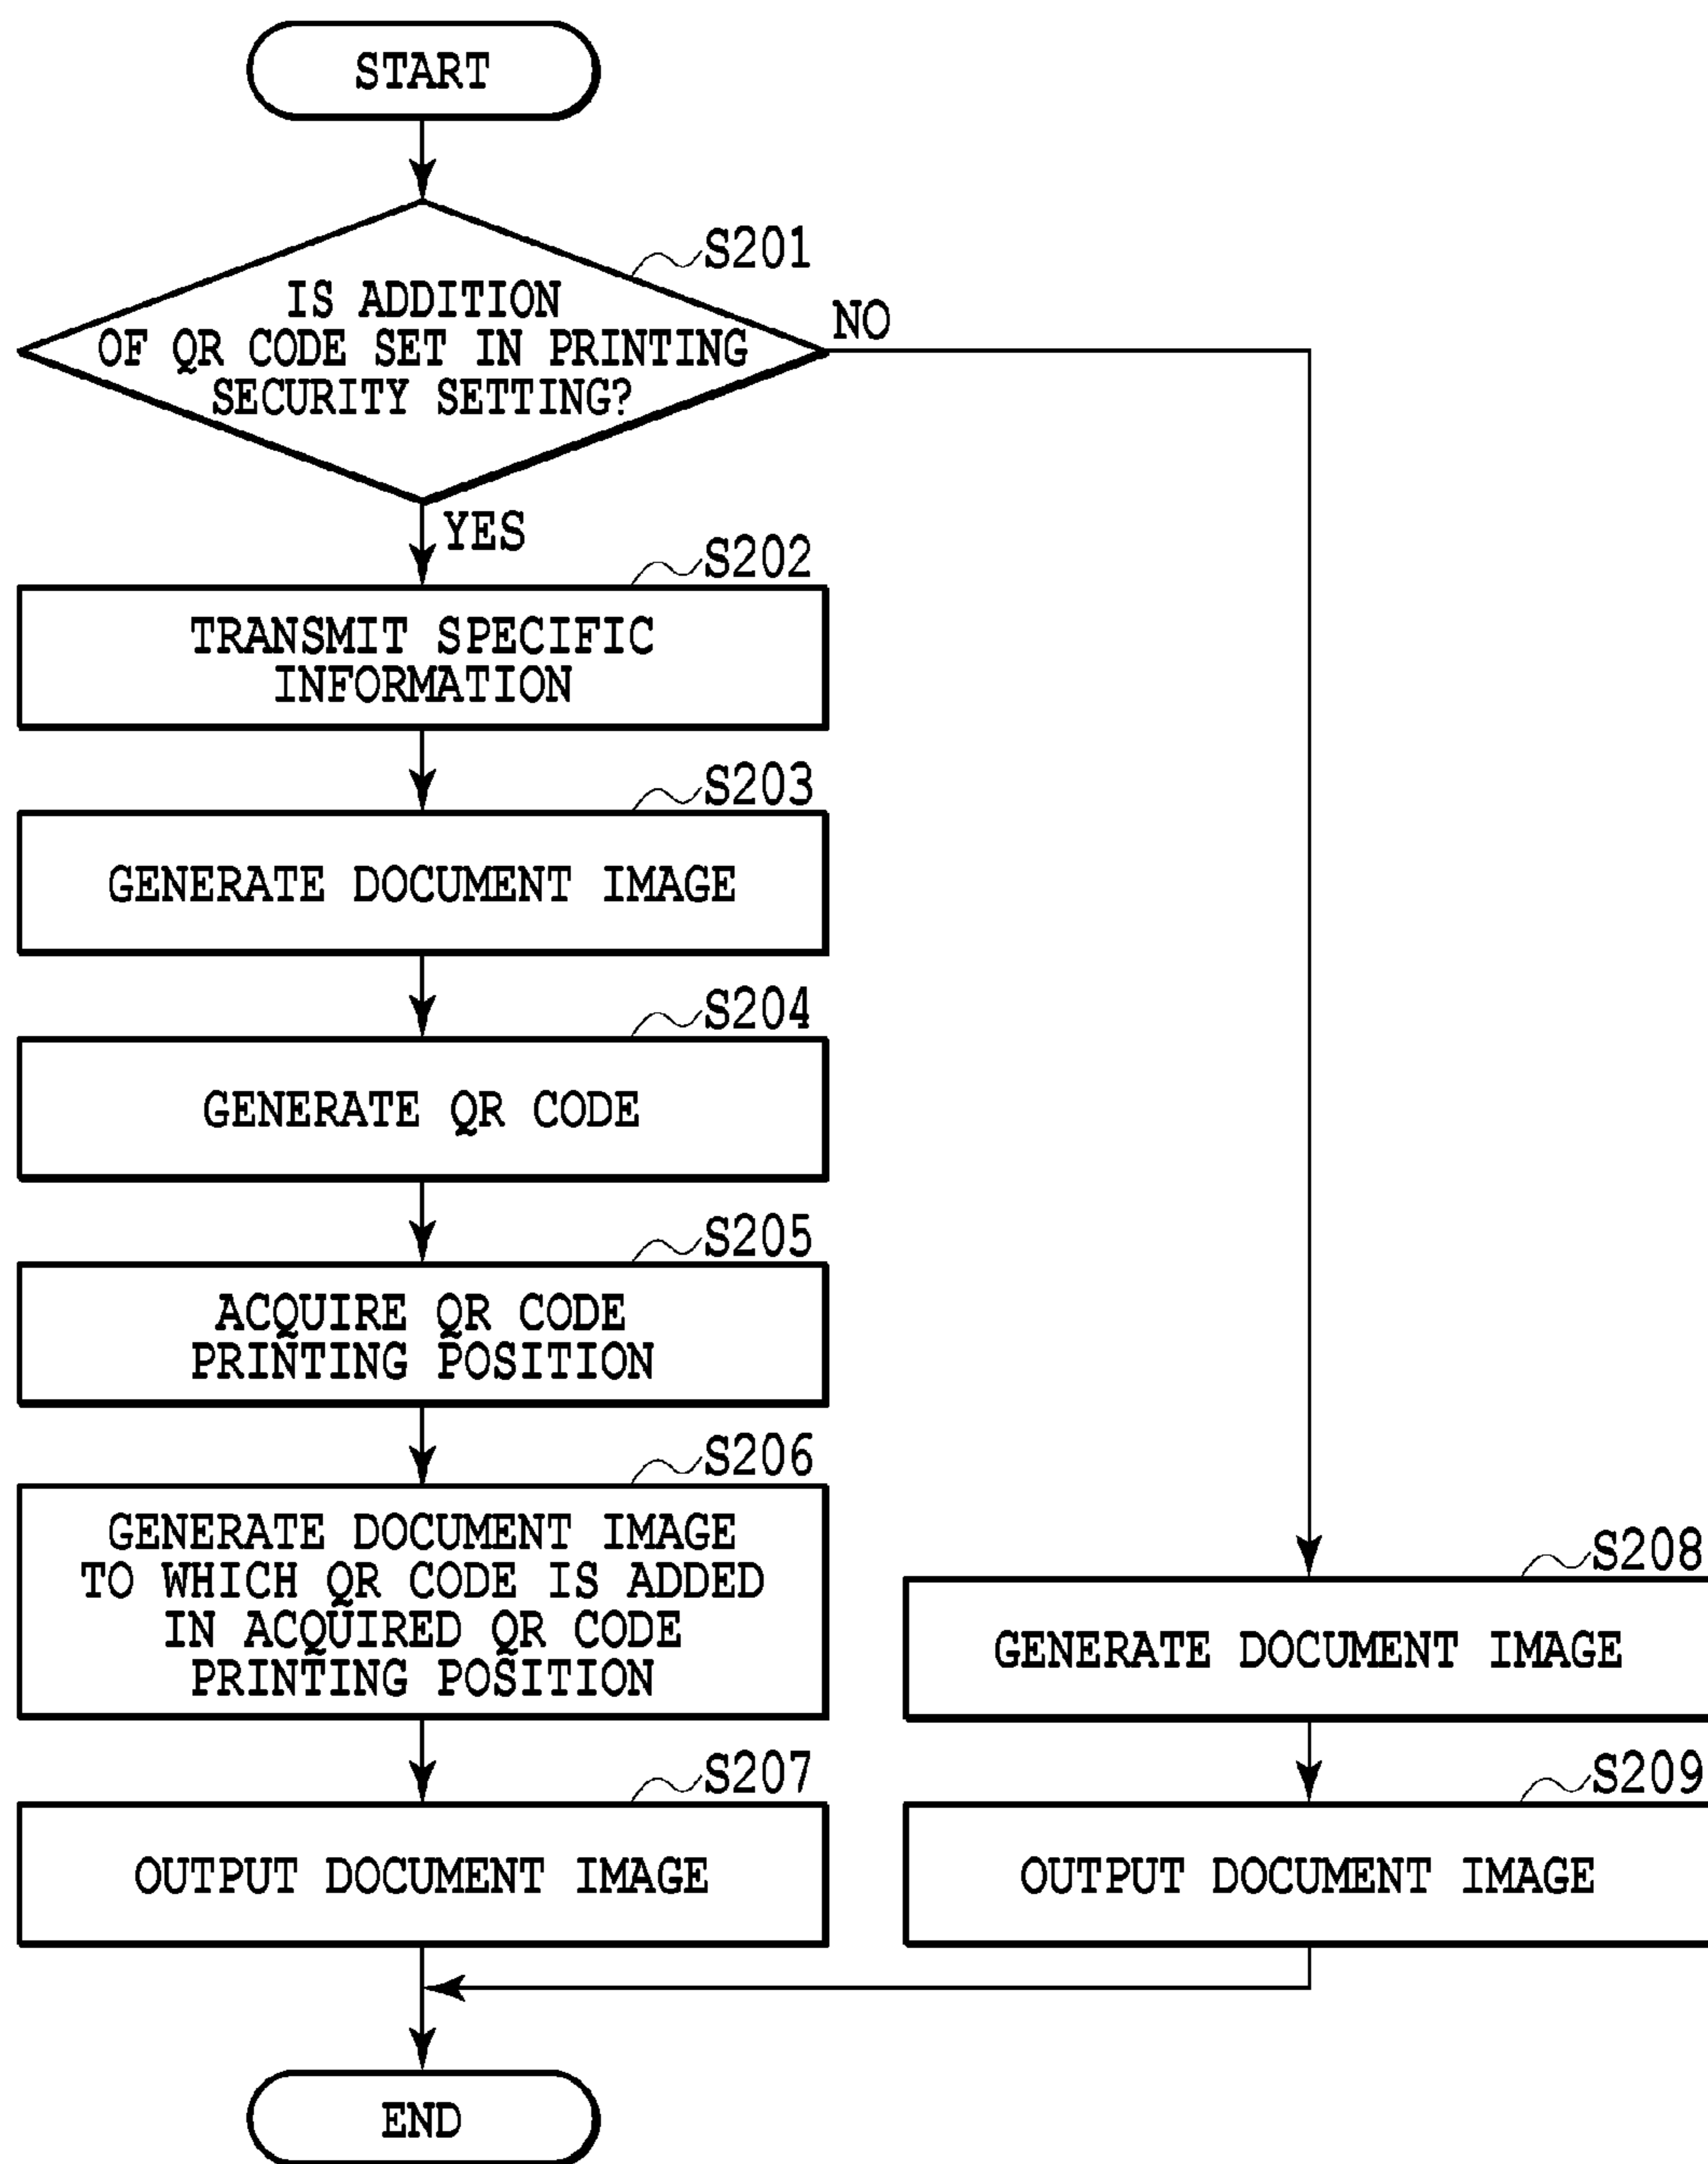 START
S201
IS ADDITION
OF QR CODE SET IN PRINTING
SECURITY SETTING?
NO
YES
S202
TRANSMIT SPECIFIC
INFORMATION
S203
GENERATE DOCUMENT IMAGE
S204
GENERATE QR CODE
S205
ACQUIRE QR CODE
PRINTING POSITION
S206
GENERATE DOCUMENT IMAGE
TO WHICH QR CODE IS ADDED
IN ACQUIRED QR CODE
PRINTING POSITION
S208
GENERATE DOCUMENT IMAGE
S207
OUTPUT DOCUMENT IMAGE
S209
OUTPUT DOCUMENT IMAGE
END